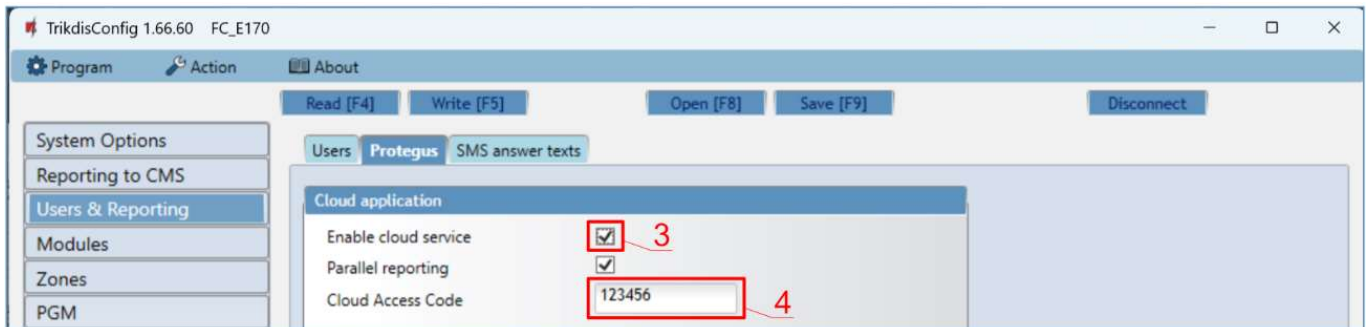 TrikdisConfig 1.66.60 FC_E170
Program Action About
Read [F4] Write [F5] Open [F8] Save [F9] Disconnect
System Options
Reporting to CMS
Users & Reporting
Modules
Zones
PGM
Users Protegus SMS answer texts
Cloud application
Enable cloud service 3
Parallel reporting
Cloud Access Code 123456 4